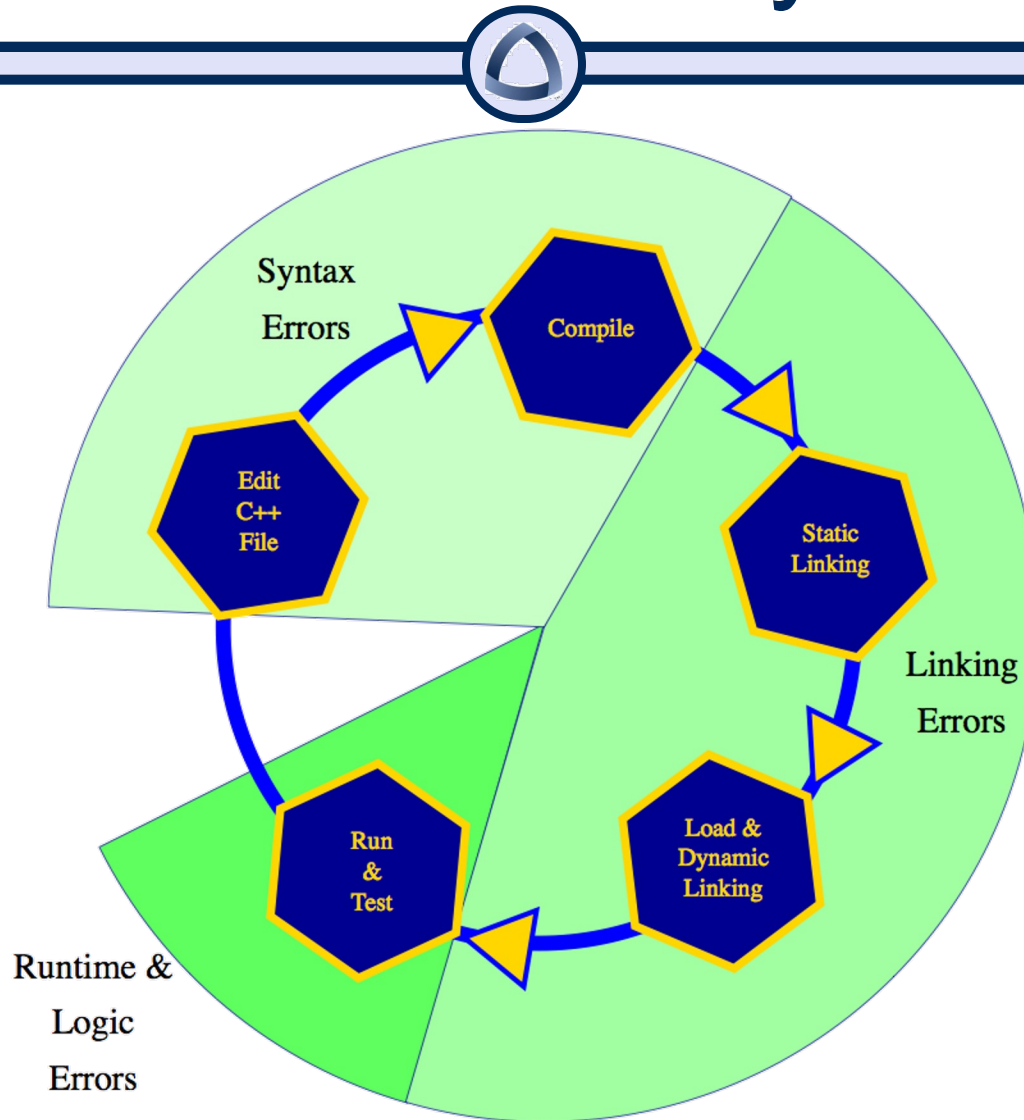 Syntax
Errors
Compile
Edit
C++
File
Static
Linking
Linking
Errors
Load &
Dynamic
Linking
Run
&
Test
Runtime &
Logic
Errors